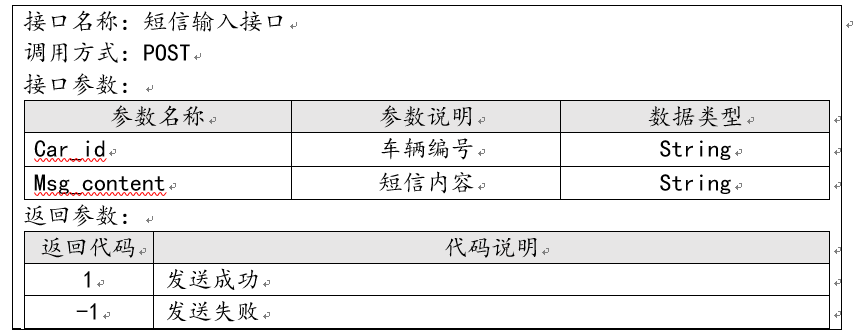 接口名称：短信输入接口
调用方式：POST
接口参数：
参数名称 参数说明 数据类型
Car_id 车辆编号 String
Msg_content 短信内容 String
返回参数：
返回代码 代码说明
1 发送成功
-1 发送失败